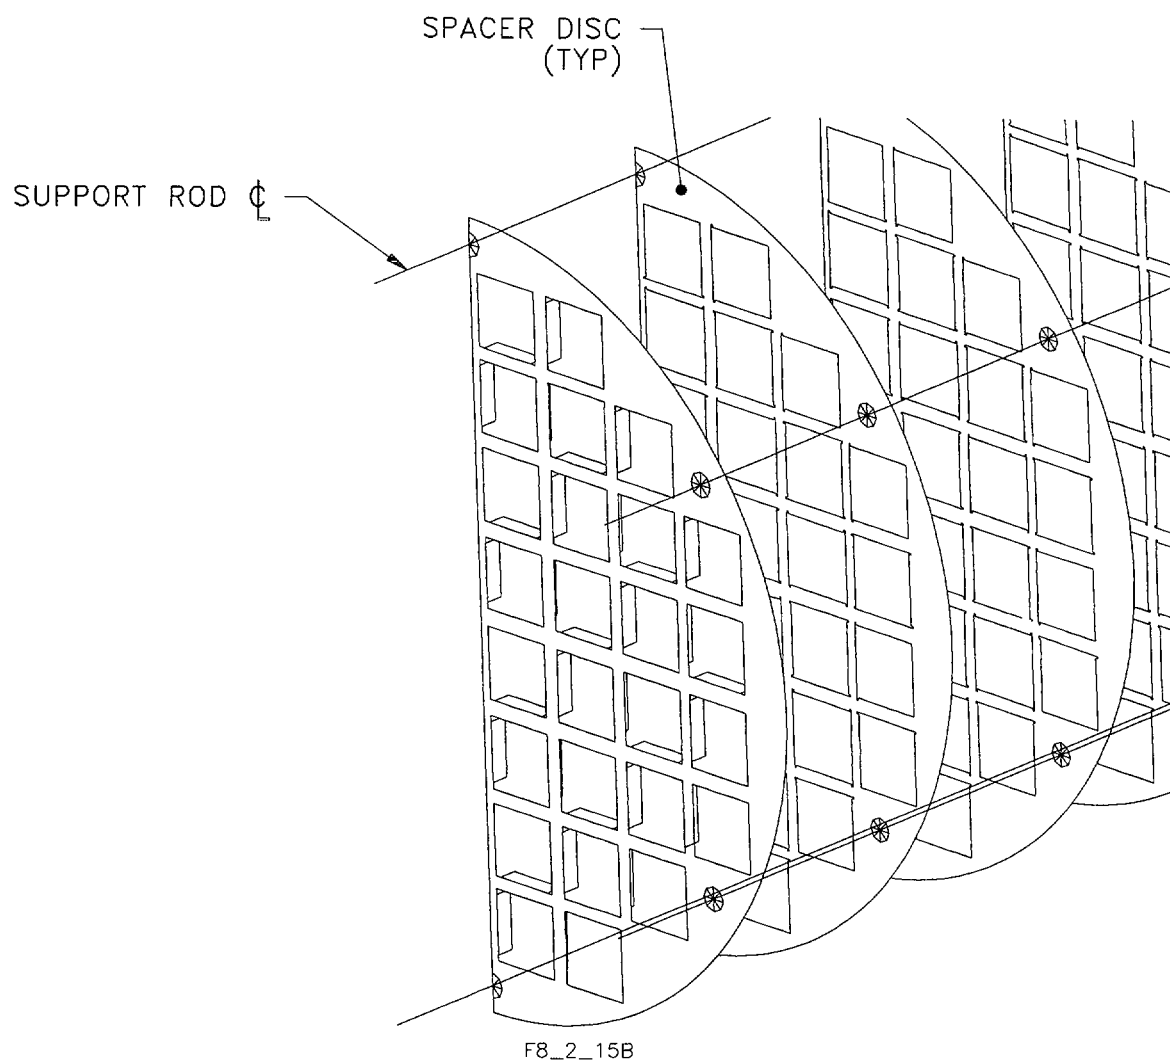 SPACER DISC
(TYP)
SUPPORT ROD ℄
F8_2_15B